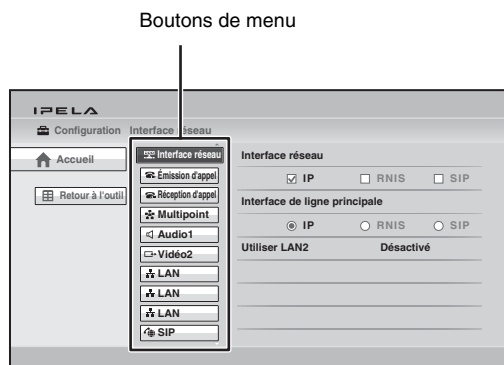 Boutons de menu
IPELA
Configuration Interface réseau
Accueil
Retour à l'outil
Interface réseau
Émission d'appel
Réception d'appel
Multipoint
Audio1
Vidéo2
LAN
LAN
LAN
SIP
Interface réseau
IP RNIS SIP
Interface de ligne principale
IP RNIS SIP
Utiliser LAN2 Désactivé